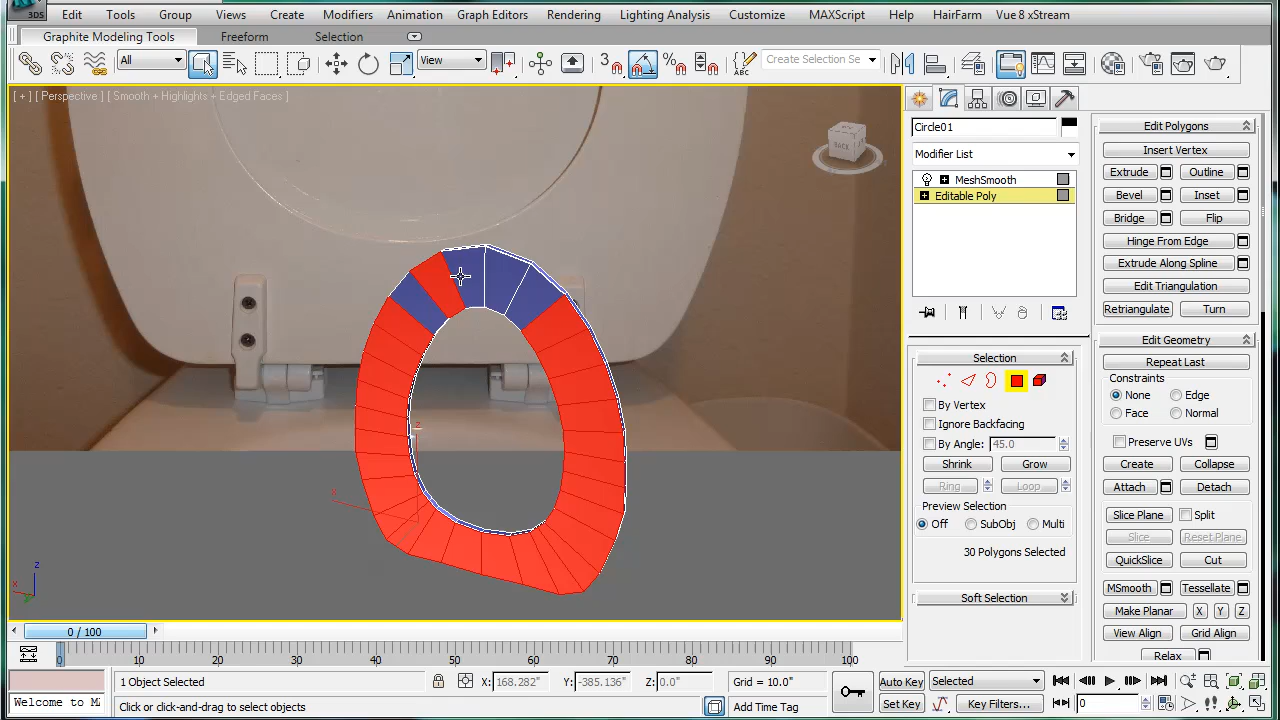 3DS
Edit Tools Group Views Create Modifiers Animation Graph Editors Rendering Lighting Analysis Customize MAXScript Help HairFarm Vue 8 xStream
Graphite Modeling Tools Freeform Selection
All View 3 ABC Create Selection Se
[ + ] [ Perspective ] [ Smooth + Highlights + Edged Faces ]
BACK
z
x
z
x
Circle01
Modifier List
MeshSmooth
Editable Poly
Selection
By Vertex
Ignore Backfacing
By Angle: 45.0
Shrink Grow
Ring Loop
Preview Selection
Off SubObj Multi
30 Polygons Selected
Soft Selection
Edit Polygons
Insert Vertex
Extrude Outline
Bevel Inset
Bridge Flip
Hinge From Edge
Extrude Along Spline
Edit Triangulation
Retriangulate Turn
Edit Geometry
Repeat Last
Constraints
None Edge
Face Normal
Preserve UVs
Create Collapse
Attach Detach
Slice Plane Split
Slice Reset Plane
QuickSlice Cut
MSmooth Tessellate
Make Planar X Y Z
View Align Grid Align
Relax
0 / 100
0 10 20 30 40 50 60 70 80 90 100
1 Object Selected X: 168.282" Y: -385.136" Z: 0.0" Grid = 10.0" Auto Key Selected
Welcome to M Click or click-and-drag to select objects Add Time Tag Set Key Key Filters... 0